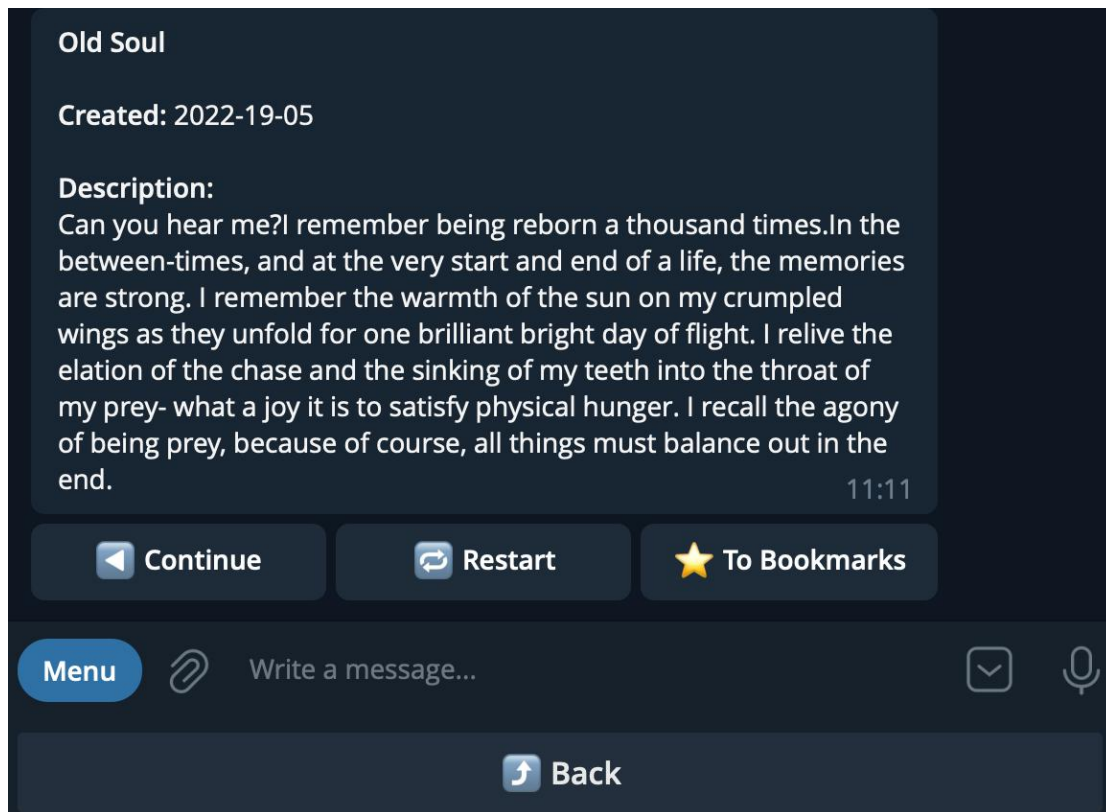 Old Soul
Created: 2022-19-05
Description:
Can you hear me?I remember being reborn a thousand times.In the
between-times, and at the very start and end of a life, the memories
are strong. I remember the warmth of the sun on my crumpled
wings as they unfold for one brilliant bright day of flight. I relive the
elation of the chase and the sinking of my teeth into the throat of
my prey- what a joy it is to satisfy physical hunger. I recall the agony
of being prey, because of course, all things must balance out in the
end.
11:11
Continue
Restart
To Bookmarks
Menu
Write a message...
Back